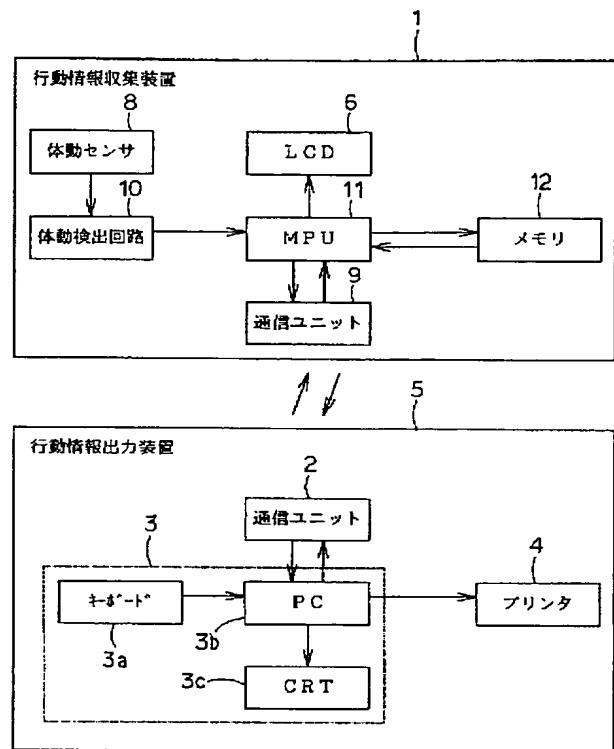 1
行動情報収集装置
8
6
体動センサ
LCD
10
11
12
体動検出回路
MPU
メモリ
9
通信ユニット
5
行動情報出力装置
2
通信ユニット
3
4
キーボード
PC
プリンタ
3a
3b
3c
CRT